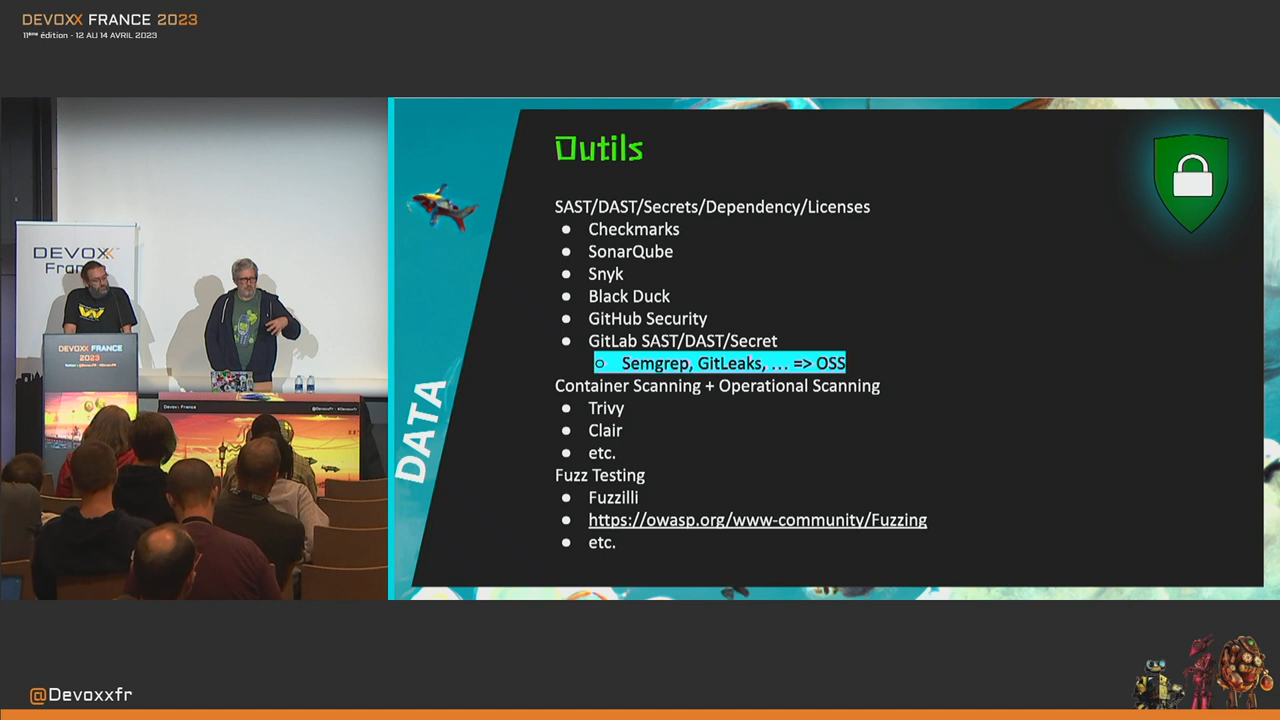 DEVOXX FRANCE 2023
11ème édition - 12 AU 14 AVRIL 2023
DEVOXX
France
DEVOXX FRANCE
2023
Devoxx France
DATA
Outils
SAST/DAST/Secrets/Dependency/Licenses
● Checkmarks
● SonarQube
● Snyk
● Black Duck
● GitHub Security
● GitLab SAST/DAST/Secret
○ Semgrep, GitLeaks, ... => OSS
Container Scanning + Operational Scanning
● Trivy
● Clair
● etc.
Fuzz Testing
● Fuzzilli
● https://owasp.org/www-community/Fuzzing
● etc.
@Devoxxfr